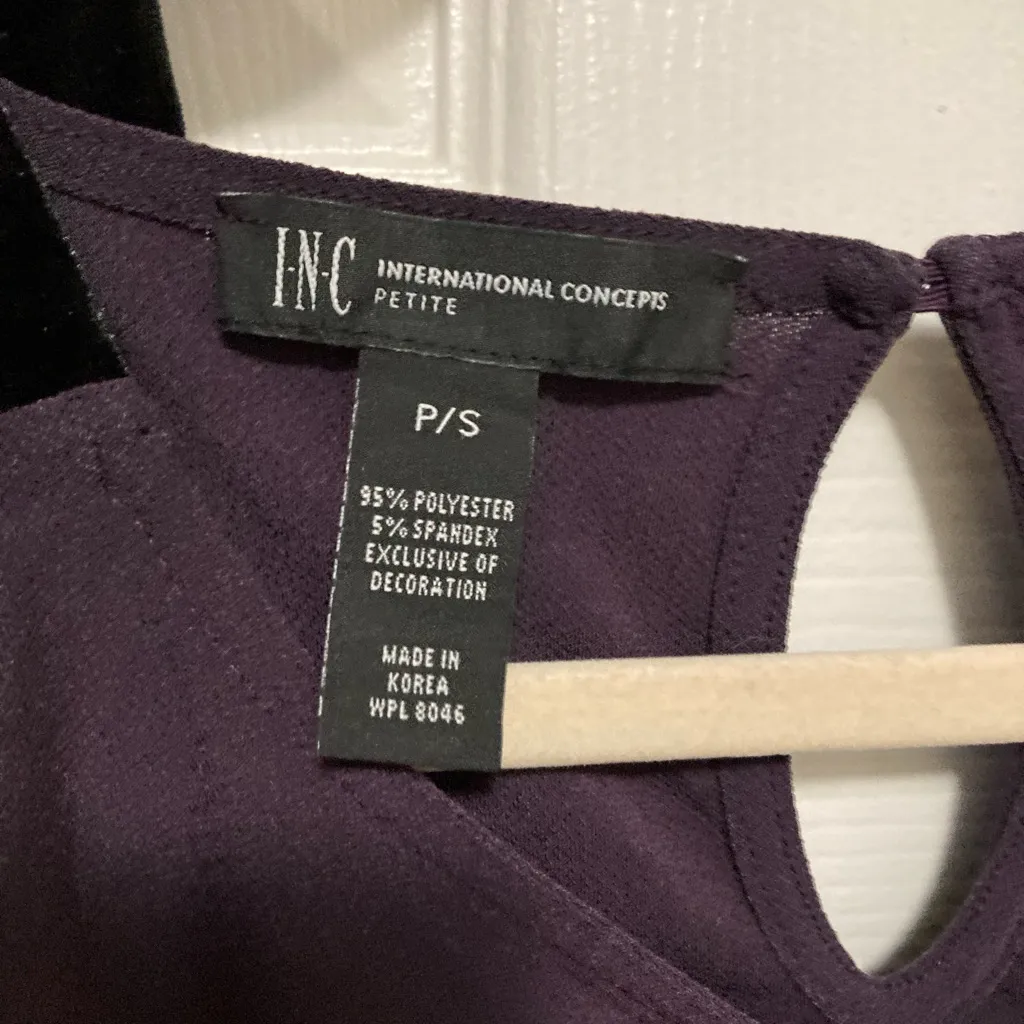 I·N·C INTERNATIONAL CONCEPTS
PETITE
P/S
95% POLYESTER
5% SPANDEX
EXCLUSIVE OF
DECORATION
MADE IN
KOREA
WPL 8046